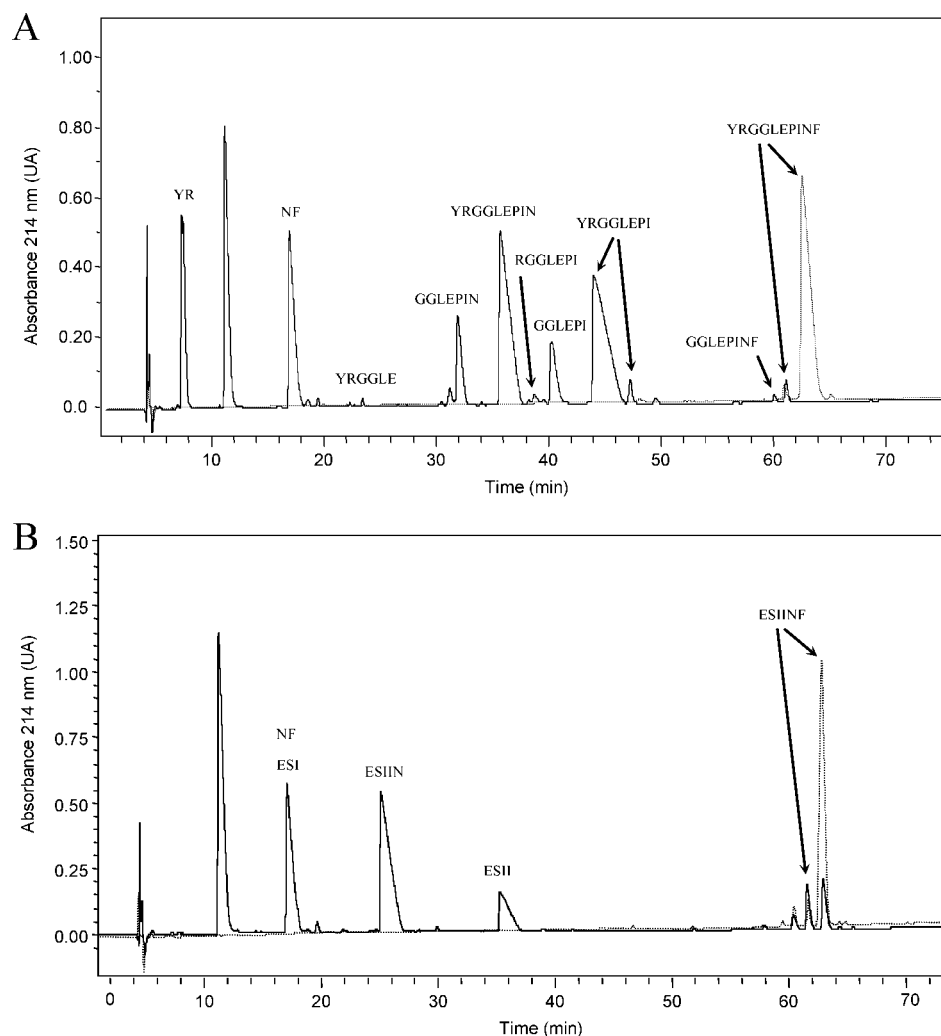 A
Absorbance 214 nm (UA)
1.00
0.80
0.60
0.40
0.20
0.0
YR
NF
YRGGLE
GGLEPIN
YRGGLEPIN
RGGLEPI
GGLEPI
YRGGLEPI
GGLEPINF
YRGGLEPINF
10 20 30 40 50 60 70
Time (min)
B
Absorbance 214 nm (UA)
1.50
1.25
1.00
0.75
0.50
0.25
0.00
NF
ESI
ESIIN
ESII
ESIINF
0 10 20 30 40 50 60 70
Time (min)